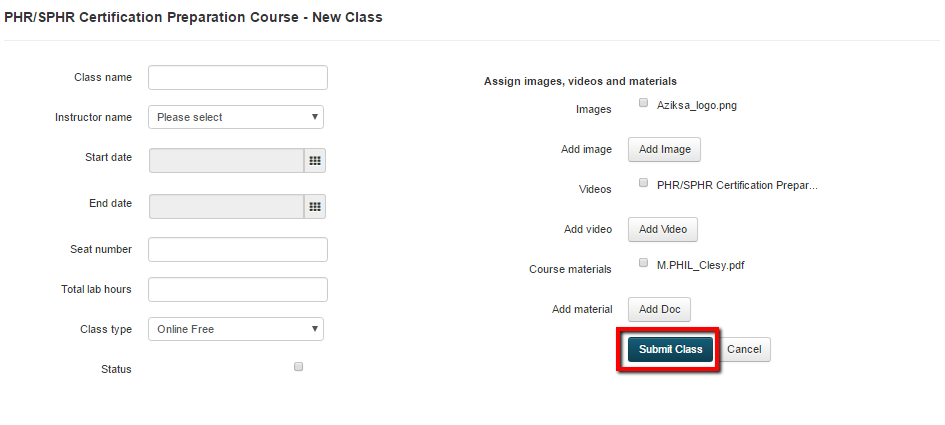 PHR/SPHR Certification Preparation Course - New Class
Class name
Instructor name
Please select
Start date
End date
Seat number
Total lab hours
Class type
Online Free
Status
Assign images, videos and materials
Images
Aziksa_logo.png
Add image
Add Image
Videos
PHR/SPHR Certification Prepar...
Add video
Add Video
Course materials
M.PHIL_Clesy.pdf
Add material
Add Doc
Submit Class
Cancel